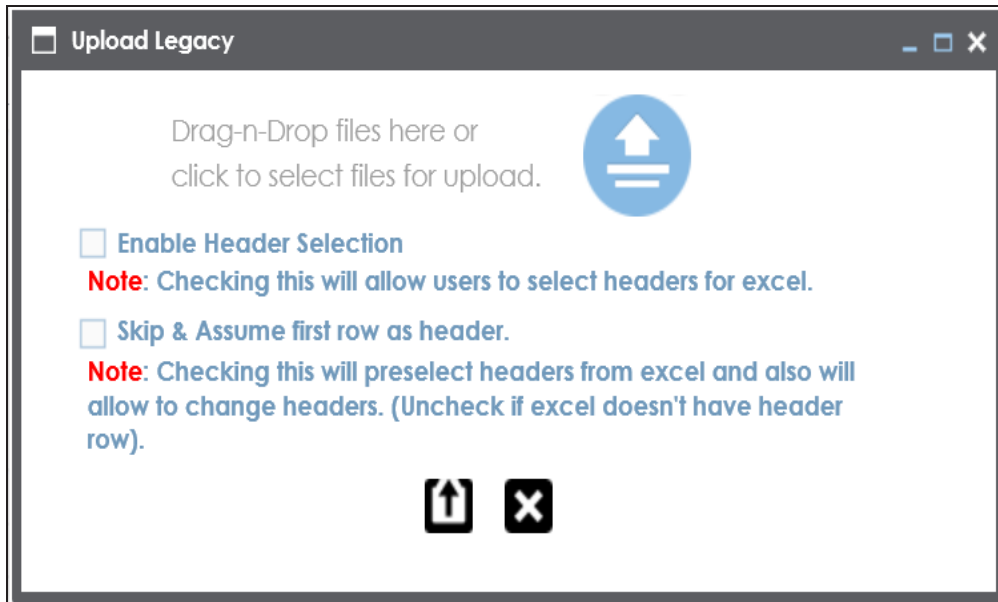 Upload Legacy
Drag-n-Drop files here or
click to select files for upload.
Enable Header Selection
Note: Checking this will allow users to select headers for excel.
Skip & Assume first row as header.
Note: Checking this will preselect headers from excel and also will
allow to change headers. (Uncheck if excel doesn't have header
row).